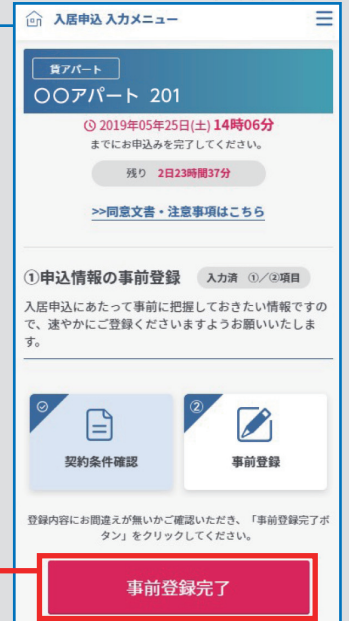 入居申込 入力メニュー
賃アパート
〇〇アパート 201
2019年05年25日(土) 14時06分
までにお申込みを完了してください。
残り 2日23時間37分
>>同意文書・注意事項はこちら
①申込情報の事前登録 入力済 ①/②項目
入居申込にあたって事前に把握しておきたい情報ですの
で、速やかにご登録くださいますようお願いいたしま
す。
契約条件確認
②
事前登録
登録内容にお間違えが無いかご確認いただき、「事前登録完了ボ
タン」をクリックしてください。
事前登録完了